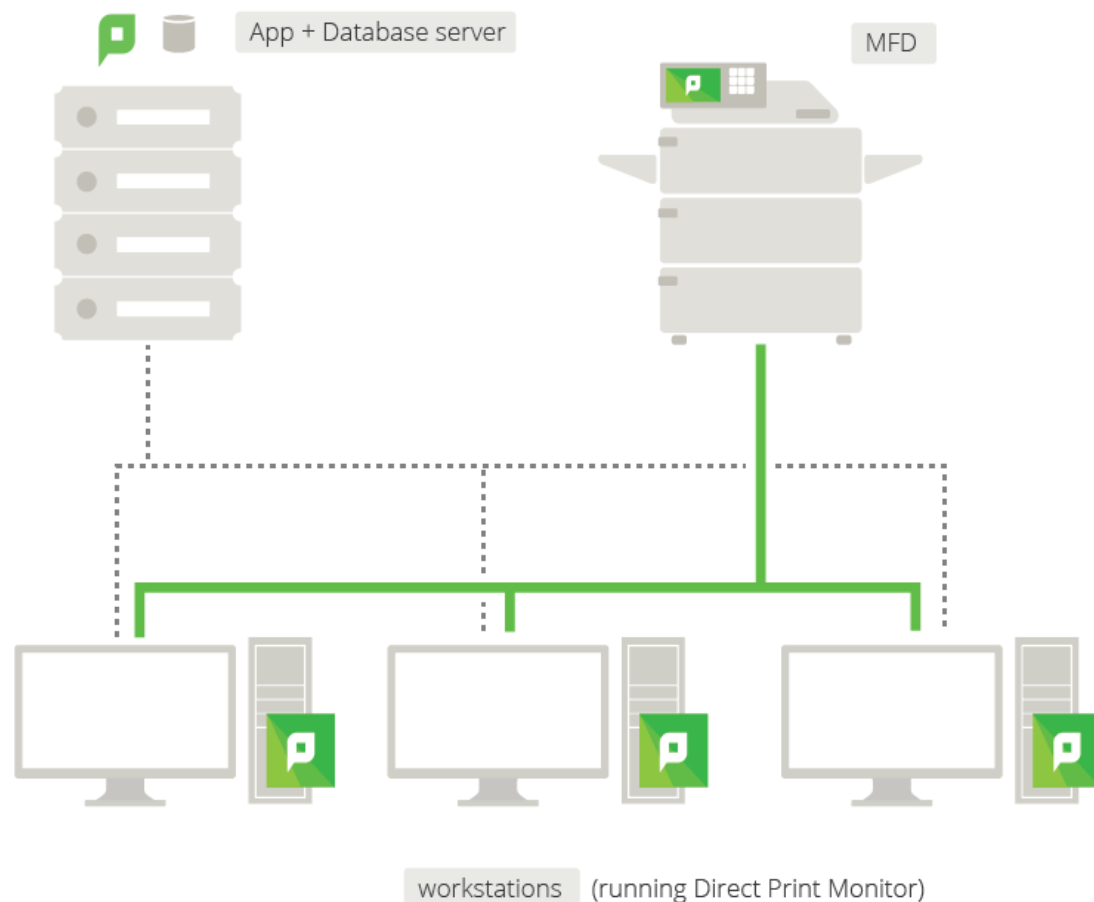 App + Database server
MFD
workstations (running Direct Print Monitor)